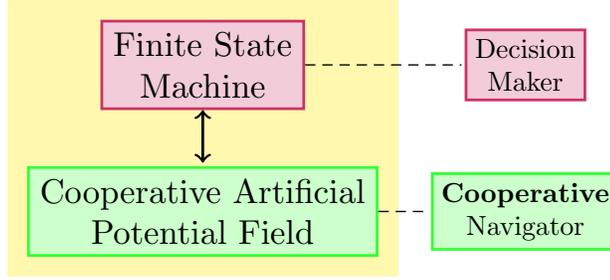 Finite State
Machine
Decision
Maker
Cooperative Artificial
Potential Field
Cooperative
Navigator